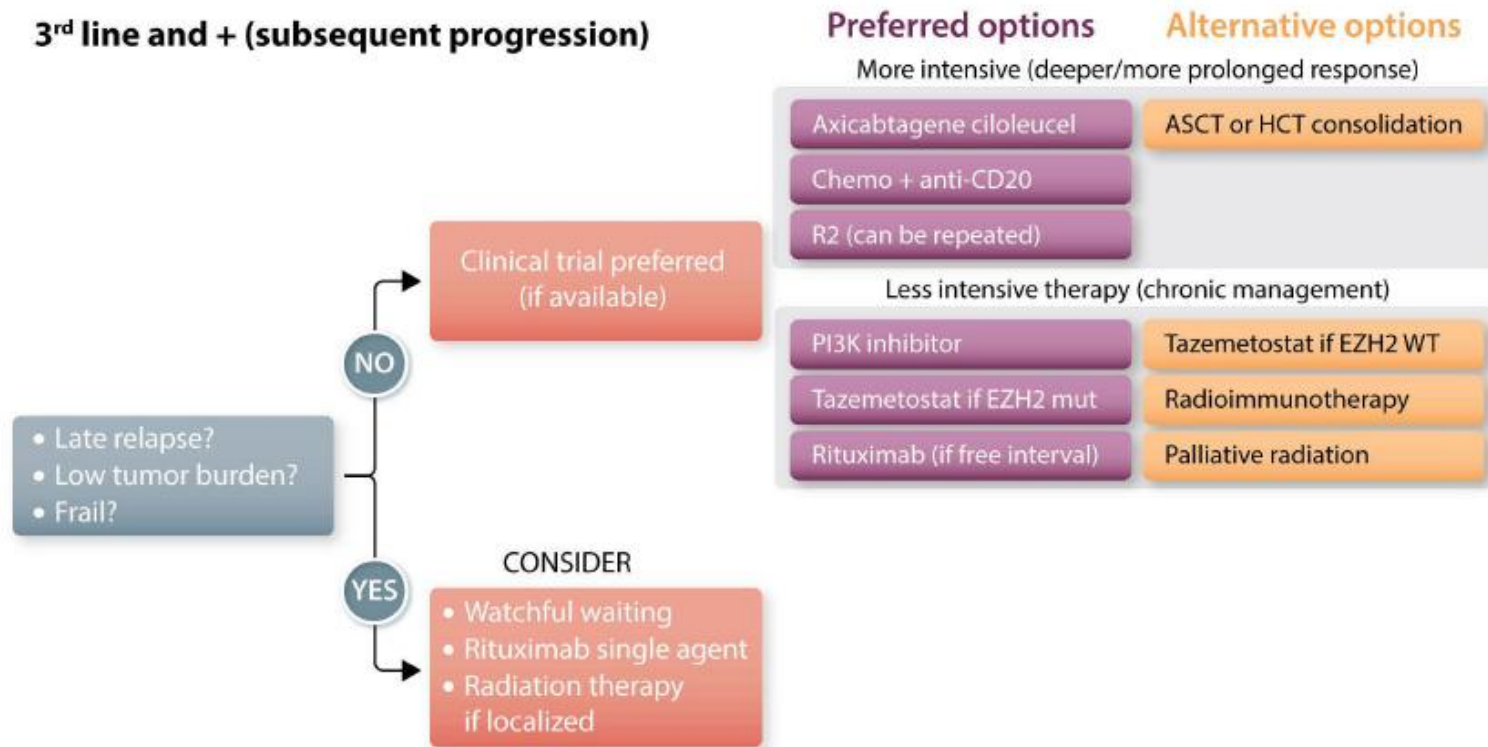 3rd line and + (subsequent progression)
Preferred options
Alternative options
More intensive (deeper/more prolonged response)
Axicabtagene ciloleucel
ASCT or HCT consolidation
Chemo + anti-CD20
R2 (can be repeated)
Clinical trial preferred
(if available)
Less intensive therapy (chronic management)
PI3K inhibitor
Tazemetostat if EZH2 WT
Tazemetostat if EZH2 mut
Radioimmunotherapy
Rituximab (if free interval)
Palliative radiation
NO
• Late relapse?
• Low tumor burden?
• Frail?
YES
CONSIDER
• Watchful waiting
• Rituximab single agent
• Radiation therapy
if localized